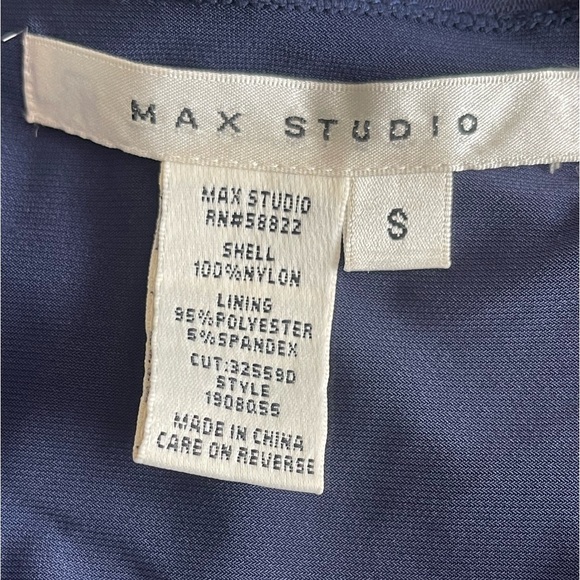 MAX STUDIO
MAX STUDIO
RN#58822
SHELL
100%NYLON
LINING
95%POLYESTER
5%SPANDEX
CUT:32559D
STYLE
1908Q55
MADE IN CHINA
CARE ON REVERSE
S